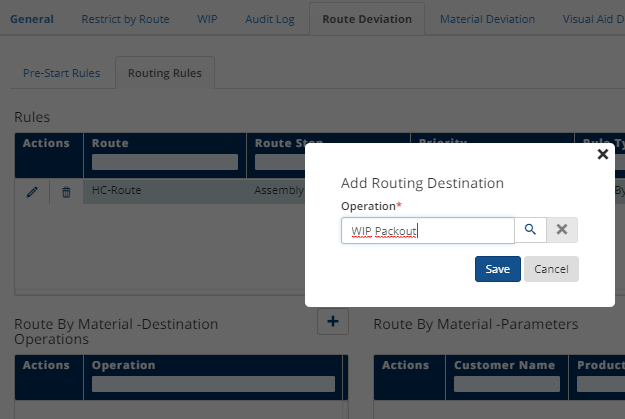 General Restrict by Route WIP Audit Log Route Deviation Material Deviation Visual Aid D
Pre-Start Rules Routing Rules
Rules
Actions Route Route Step Priority Rule Ty
HC-Route Assembly By
Add Routing Destination
Operation*
WIP Packout
Save Cancel
Route By Material -Destination
Operations
Route By Material -Parameters
Actions Operation
Actions Customer Name Product